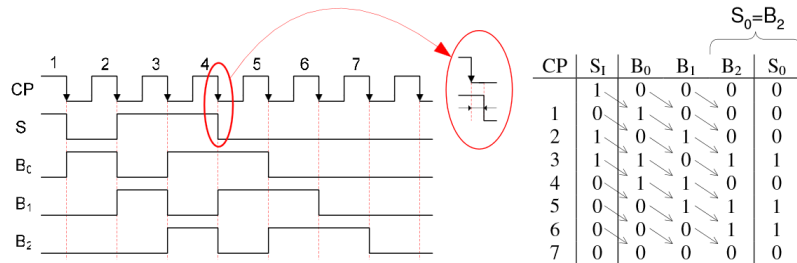 S₀=B₂
1 2 3 4 5 6 7
CP
S
B₀
B₁
B₂
CP S_I B₀ B₁ B₂ S₀
1 0 0 0 0
1 0 1 0 0 0
2 1 0 1 0 0
3 1 1 0 1 1
4 0 1 1 0 0
5 0 0 1 1 1
6 0 0 0 1 1
7 0 0 0 0 0